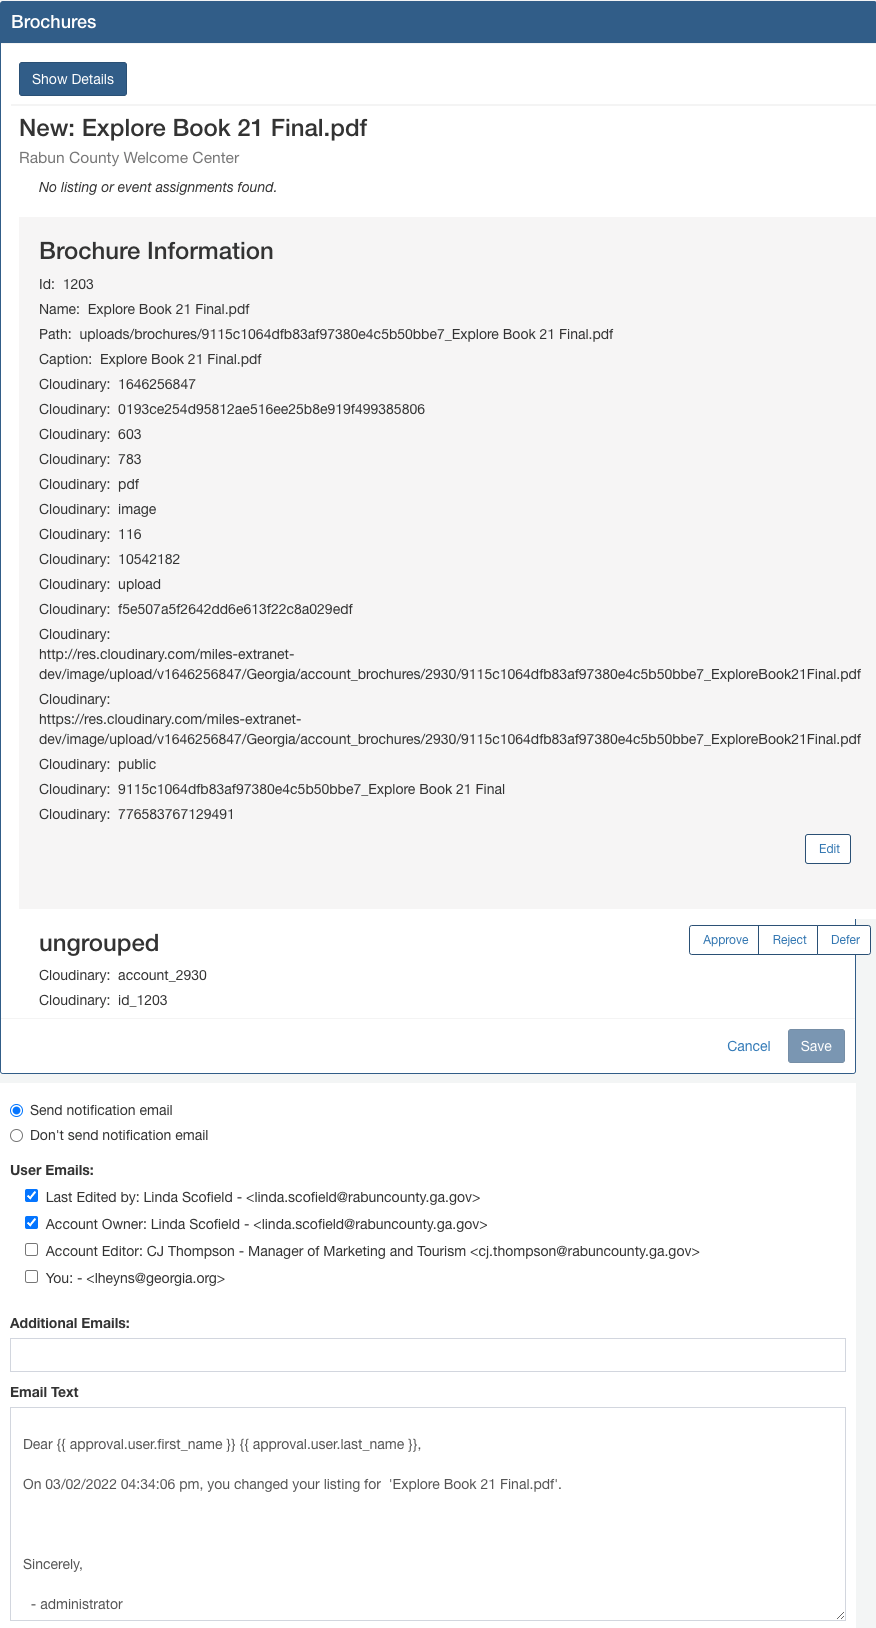 Brochures
Show Details
New: Explore Book 21 Final.pdf
Rabun County Welcome Center
No listing or event assignments found.
Brochure Information
Id: 1203
Name: Explore Book 21 Final.pdf
Path: uploads/brochures/9115c1064dfb83af97380e4c5b50bbe7_Explore Book 21 Final.pdf
Caption: Explore Book 21 Final.pdf
Cloudinary: 1646256847
Cloudinary: 0193ce254d95812ae516ee25b8e919f499385806
Cloudinary: 603
Cloudinary: 783
Cloudinary: pdf
Cloudinary: image
Cloudinary: 116
Cloudinary: 10542182
Cloudinary: upload
Cloudinary: f5e507a5f2642dd6e613f22c8a029edf
Cloudinary:
http://res.cloudinary.com/miles-extranet-
dev/image/upload/v1646256847/Georgia/account_brochures/2930/9115c1064dfb83af97380e4c5b50bbe7_ExploreBook21Final.pdf
Cloudinary:
https://res.cloudinary.com/miles-extranet-
dev/image/upload/v1646256847/Georgia/account_brochures/2930/9115c1064dfb83af97380e4c5b50bbe7_ExploreBook21Final.pdf
Cloudinary: public
Cloudinary: 9115c1064dfb83af97380e4c5b50bbe7_Explore Book 21 Final
Cloudinary: 776583767129491
Edit
ungrouped
Approve Reject Defer
Cloudinary: account_2930
Cloudinary: id_1203
Cancel Save
Send notification email
Don't send notification email
User Emails:
Last Edited by: Linda Scofield - <linda.scofield@rabuncounty.ga.gov>
Account Owner: Linda Scofield - <linda.scofield@rabuncounty.ga.gov>
Account Editor: CJ Thompson - Manager of Marketing and Tourism <cj.thompson@rabuncounty.ga.gov>
You: - <lheyns@georgia.org>
Additional Emails:
Email Text
Dear {{ approval.user.first_name }} {{ approval.user.last_name }},
On 03/02/2022 04:34:06 pm, you changed your listing for 'Explore Book 21 Final.pdf'.
Sincerely,
- administrator